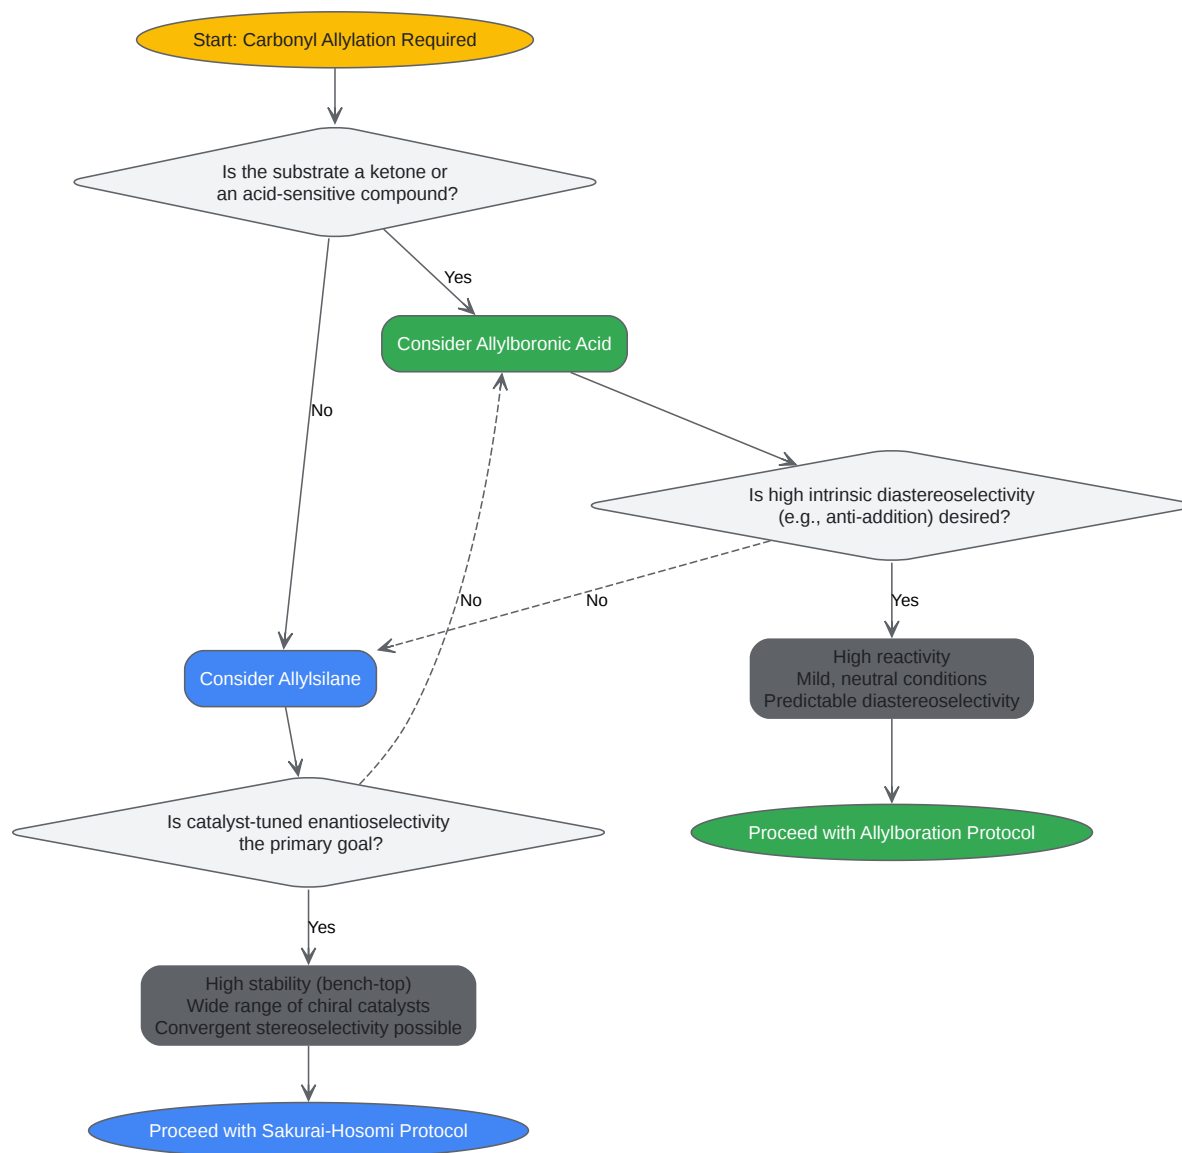 Start: Carbonyl Allylation Required
Is the substrate a ketone or
an acid-sensitive compound?
Yes
Consider Allylboronic Acid
No
Is high intrinsic diastereoselectivity
(e.g., anti-addition) desired?
No
No
Yes
Consider Allylsilane
High reactivity
Mild, neutral conditions
Predictable diastereoselectivity
Is catalyst-tuned enantioselectivity
the primary goal?
Proceed with Allylboration Protocol
Yes
High stability (bench-top)
Wide range of chiral catalysts
Convergent stereoselectivity possible
Proceed with Sakurai-Hosomi Protocol